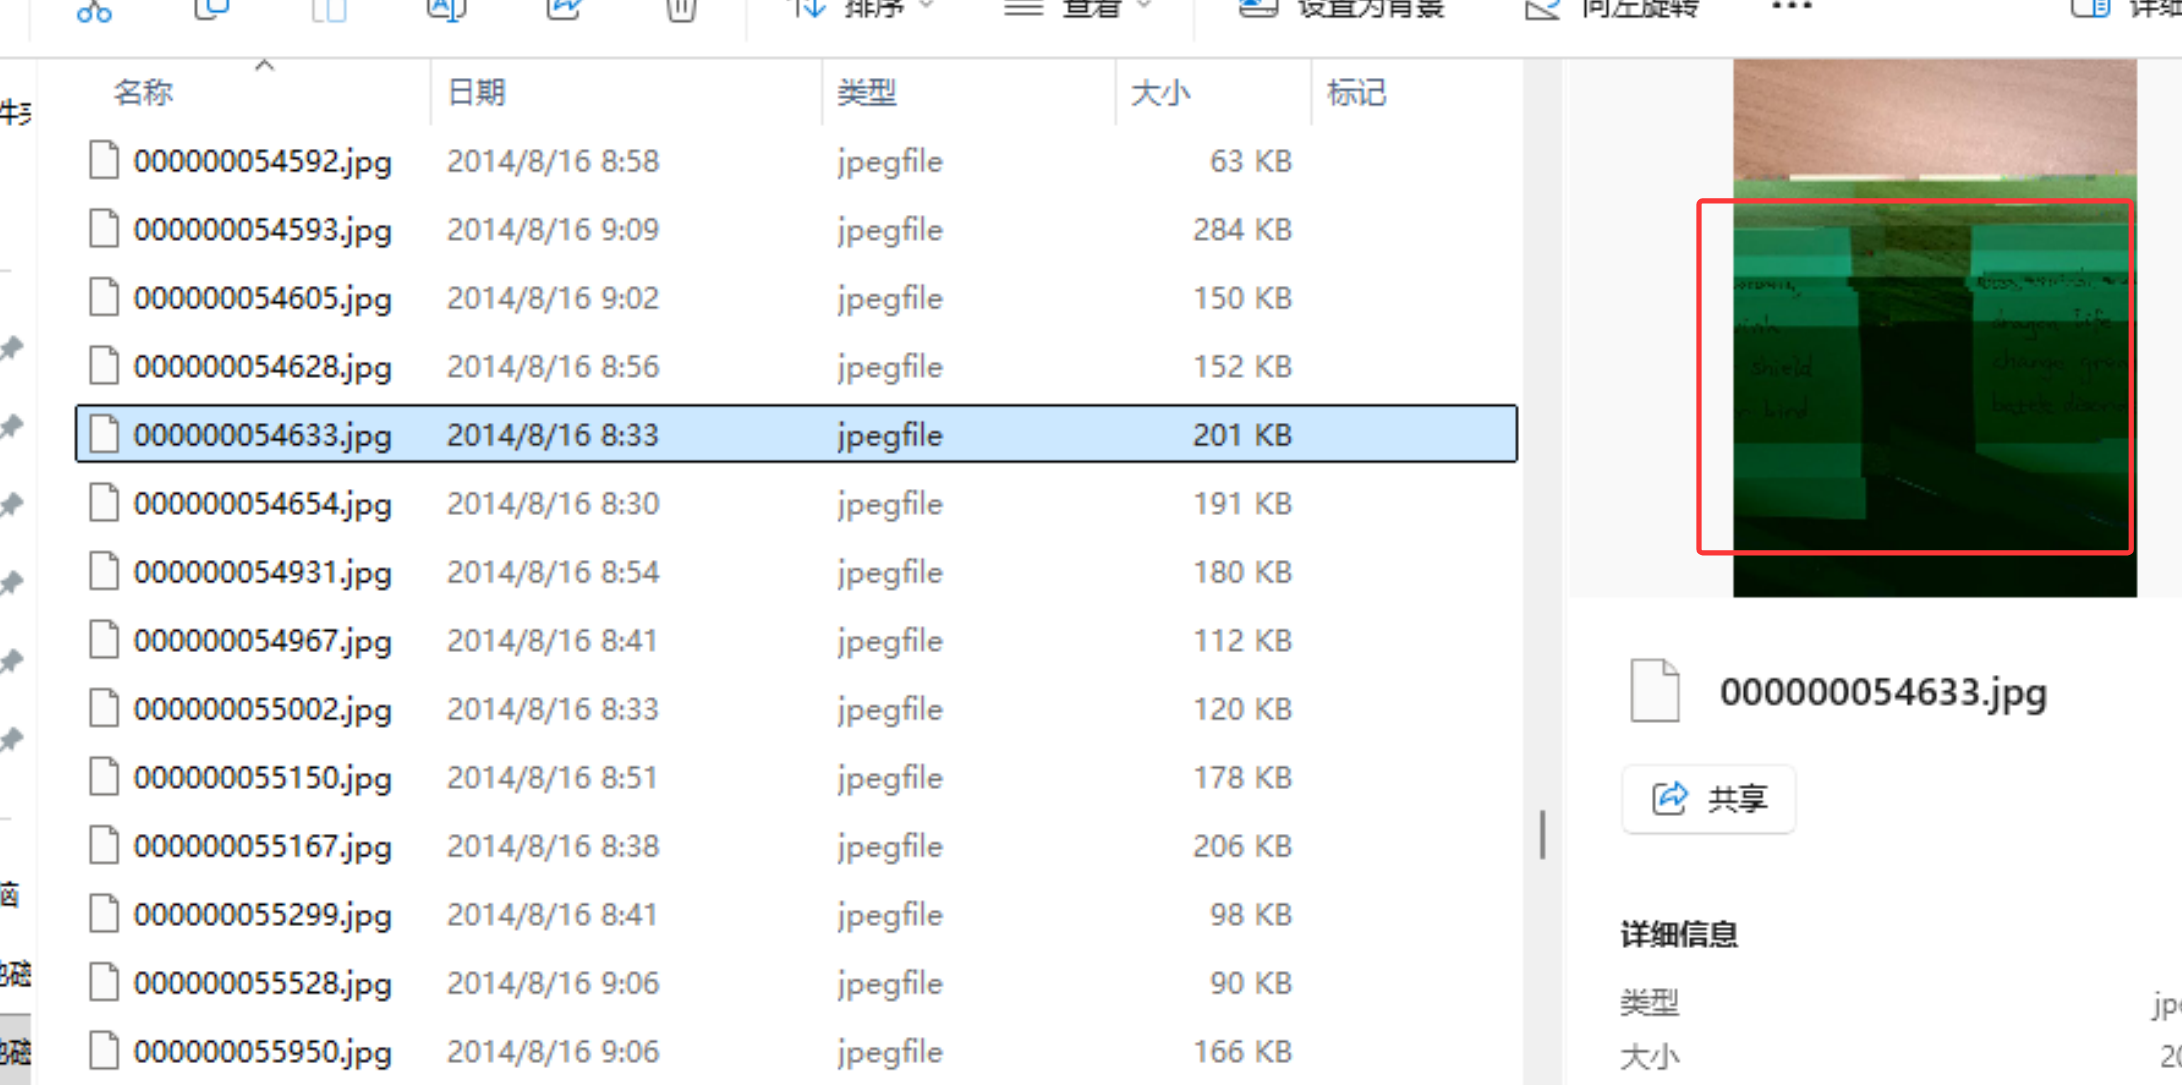 排序
查看
设置为背景
向左旋转
名称 日期 类型 大小 标记
000000054592.jpg 2014/8/16 8:58 jpegfile 63 KB
000000054593.jpg 2014/8/16 9:09 jpegfile 284 KB
000000054605.jpg 2014/8/16 9:02 jpegfile 150 KB
000000054628.jpg 2014/8/16 8:56 jpegfile 152 KB
000000054633.jpg 2014/8/16 8:33 jpegfile 201 KB
000000054654.jpg 2014/8/16 8:30 jpegfile 191 KB
000000054931.jpg 2014/8/16 8:54 jpegfile 180 KB
000000054967.jpg 2014/8/16 8:41 jpegfile 112 KB
000000055002.jpg 2014/8/16 8:33 jpegfile 120 KB
000000055150.jpg 2014/8/16 8:51 jpegfile 178 KB
000000055167.jpg 2014/8/16 8:38 jpegfile 206 KB
000000055299.jpg 2014/8/16 8:41 jpegfile 98 KB
000000055528.jpg 2014/8/16 9:06 jpegfile 90 KB
000000055950.jpg 2014/8/16 9:06 jpegfile 166 KB
shield
kind
dragon life
change
battle
000000054633.jpg
共享
详细信息
类型
大小